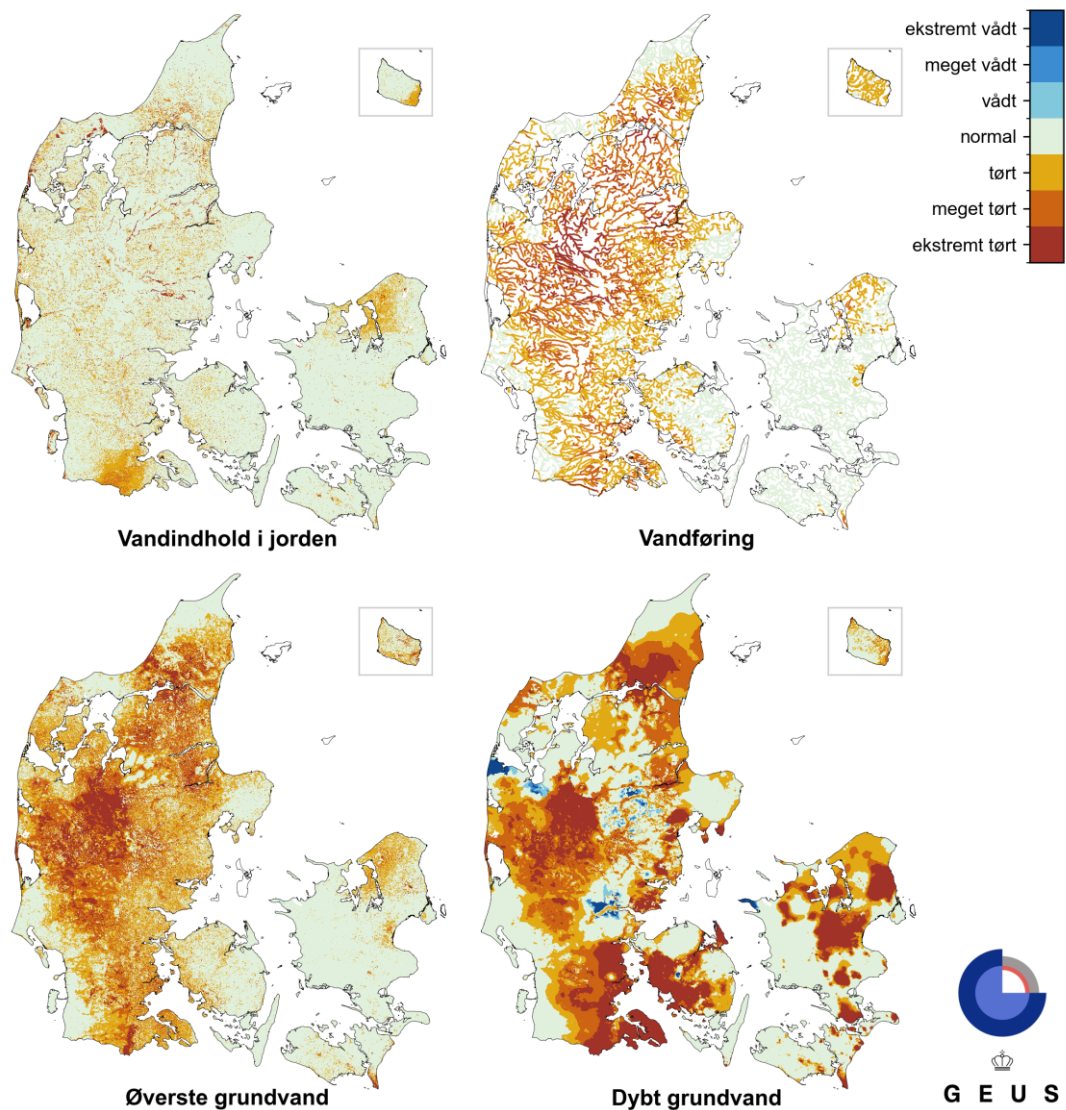 ekstremt vådt
meget vådt
vådt
normal
tørt
meget tørt
ekstremt tørt
Vandindhold i jorden
Vandføring
Øverste grundvand
Dybt grundvand
G E U S